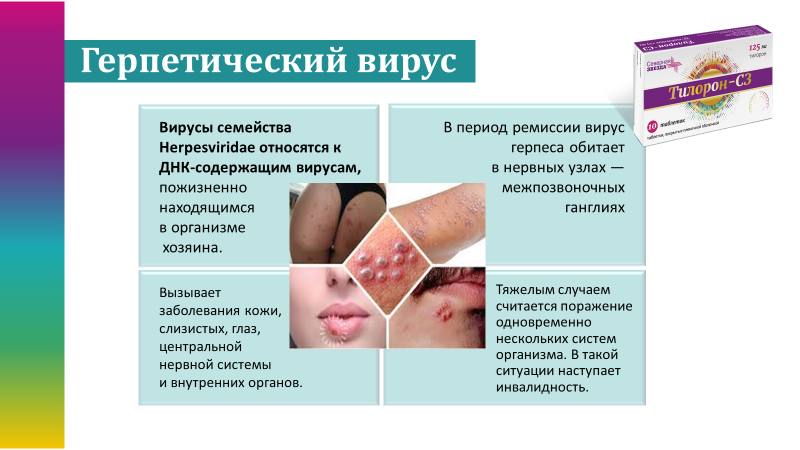 Герпетический вирус
Вирусы семейства
Herpesviridae относятся к
ДНК-содержащим вирусам,
пожизненно
находящимся
в организме
хозяина.
В период ремиссии вирус
герпеса обитает
в нервных узлах —
межпозвоночных
ганглиях
Вызывает
заболевания кожи,
слизистых, глаз,
центральной
нервной системы
и внутренних органов.
Тяжелым случаем
считается поражение
одновременно
нескольких систем
организма. В такой
ситуации наступает
инвалидность.
Тилорон-СЗ
125 мг
тилорон
Северная
ЗВЕЗДА
Тилорон-СЗ
10 таблеток
таблетки, покрытые пленочной оболочкой